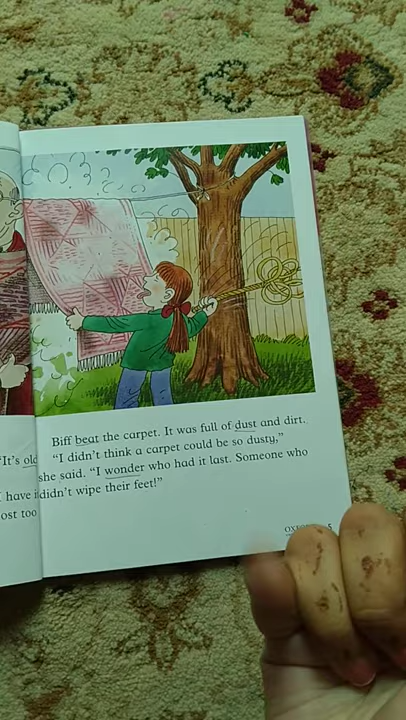 "It's old
I have i
ost too
Biff beat the carpet. It was full of dust and dirt.
"I didn't think a carpet could be so dusty,"
she said. "I wonder who had it last. Someone who
didn't wipe their feet!"
5